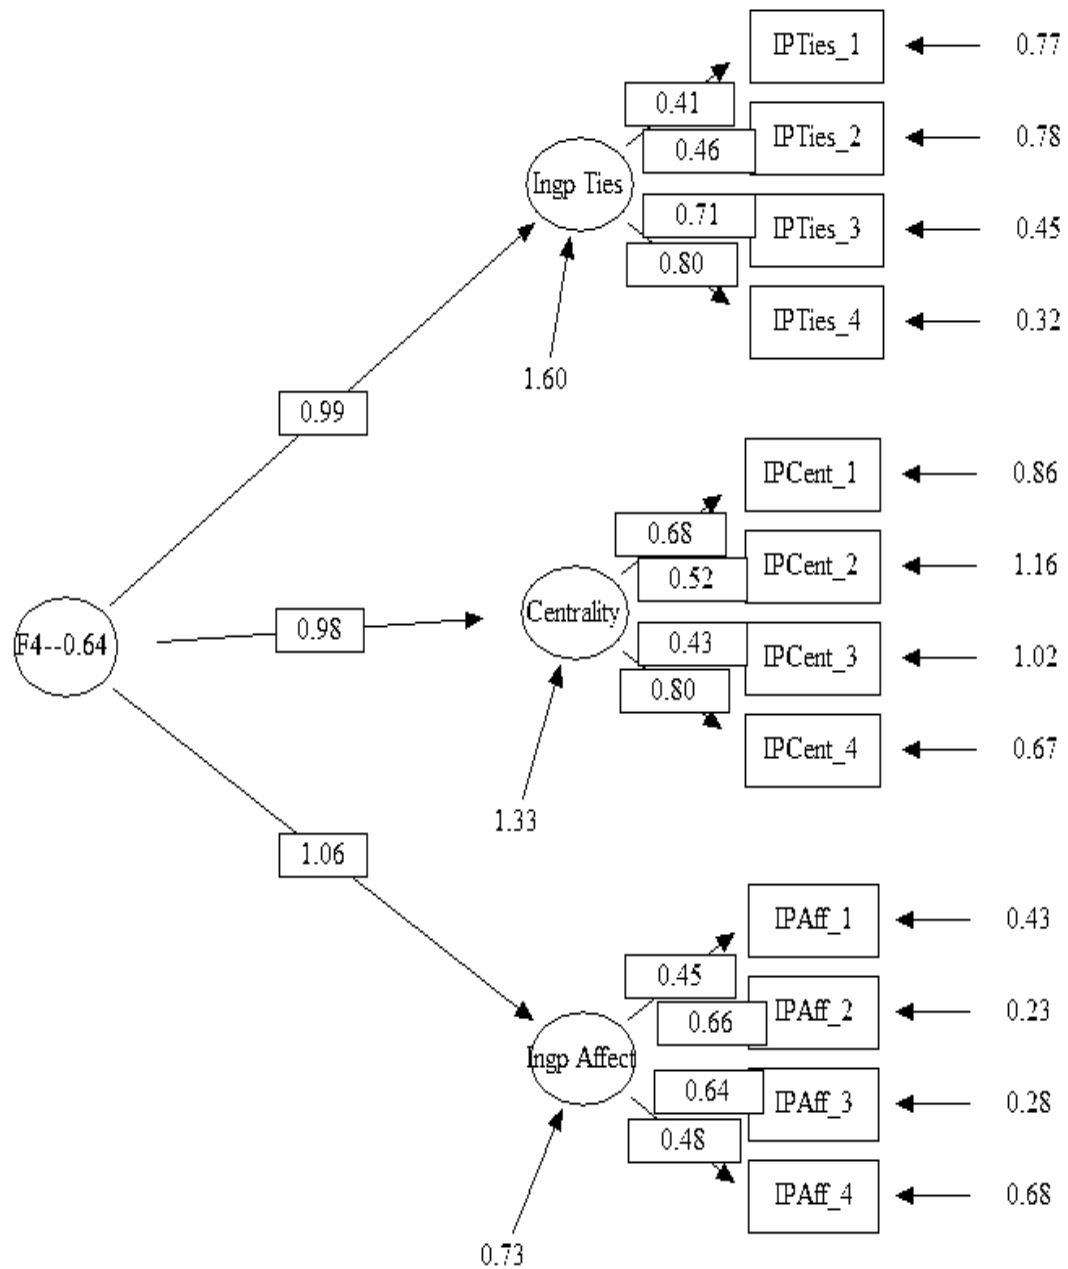 IPTies_1
0.77
0.41
IPTies_2
0.78
0.46
Ingp Ties
0.71
IPTies_3
0.45
0.80
IPTies_4
0.32
1.60
0.99
IPCent_1
0.86
0.68
IPCent_2
1.16
0.52
Centrality
0.98
F4--0.64
0.43
IPCent_3
1.02
0.80
IPCent_4
0.67
1.33
1.06
IPAff_1
0.43
0.45
IPAff_2
0.23
0.66
Ingp Affect
0.64
IPAff_3
0.28
0.48
IPAff_4
0.68
0.73